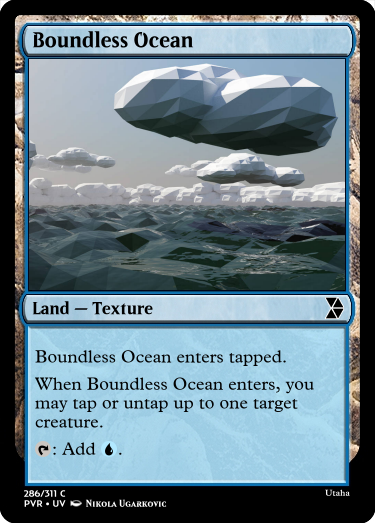 Boundless Ocean
Land — Texture
Boundless Ocean enters tapped.
When Boundless Ocean enters, you
may tap or untap up to one target
creature.
: Add .
286/311 C
Utaha
PVR • UV Nikola Ugarkovic